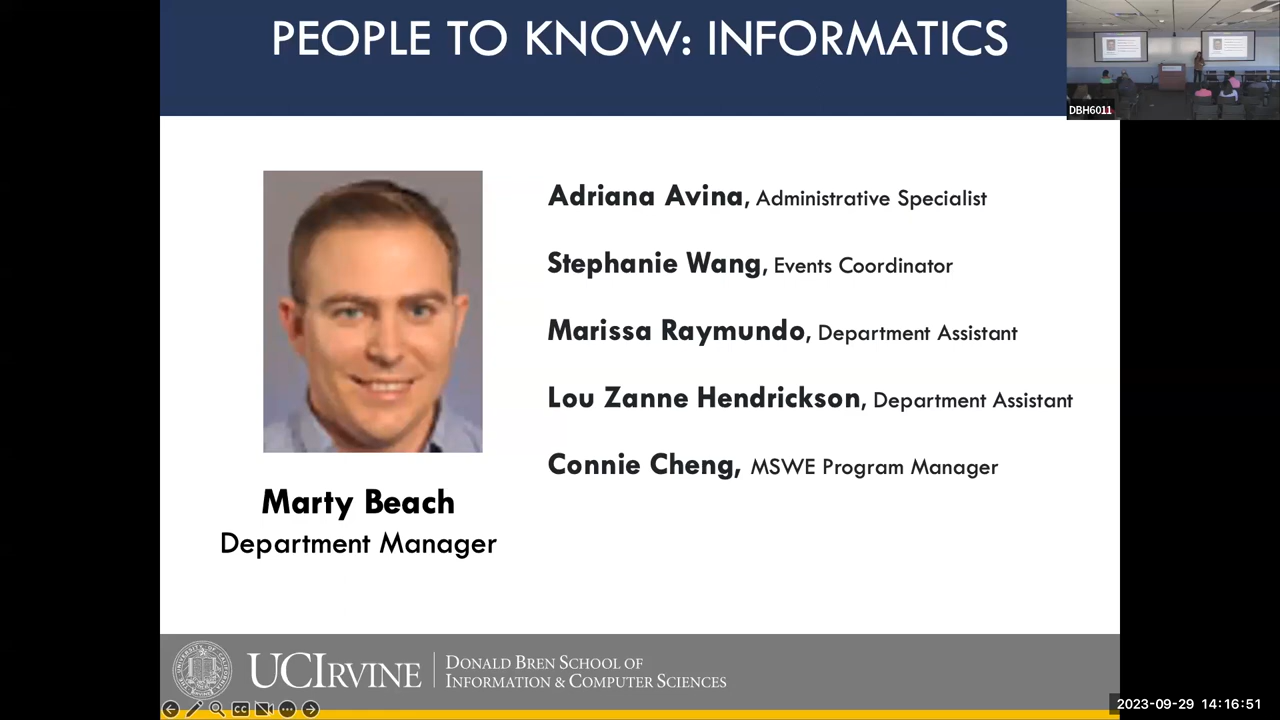 PEOPLE TO KNOW: INFORMATICS
DBH6011
Adriana Avina, Administrative Specialist
Stephanie Wang, Events Coordinator
Marissa Raymundo, Department Assistant
Lou Zanne Hendrickson, Department Assistant
Connie Cheng, MSWE Program Manager
Marty Beach
Department Manager
UCIRVINE
DONALD BREN SCHOOL OF
INFORMATION & COMPUTER SCIENCES
CC
2023-09-29 14:16:51